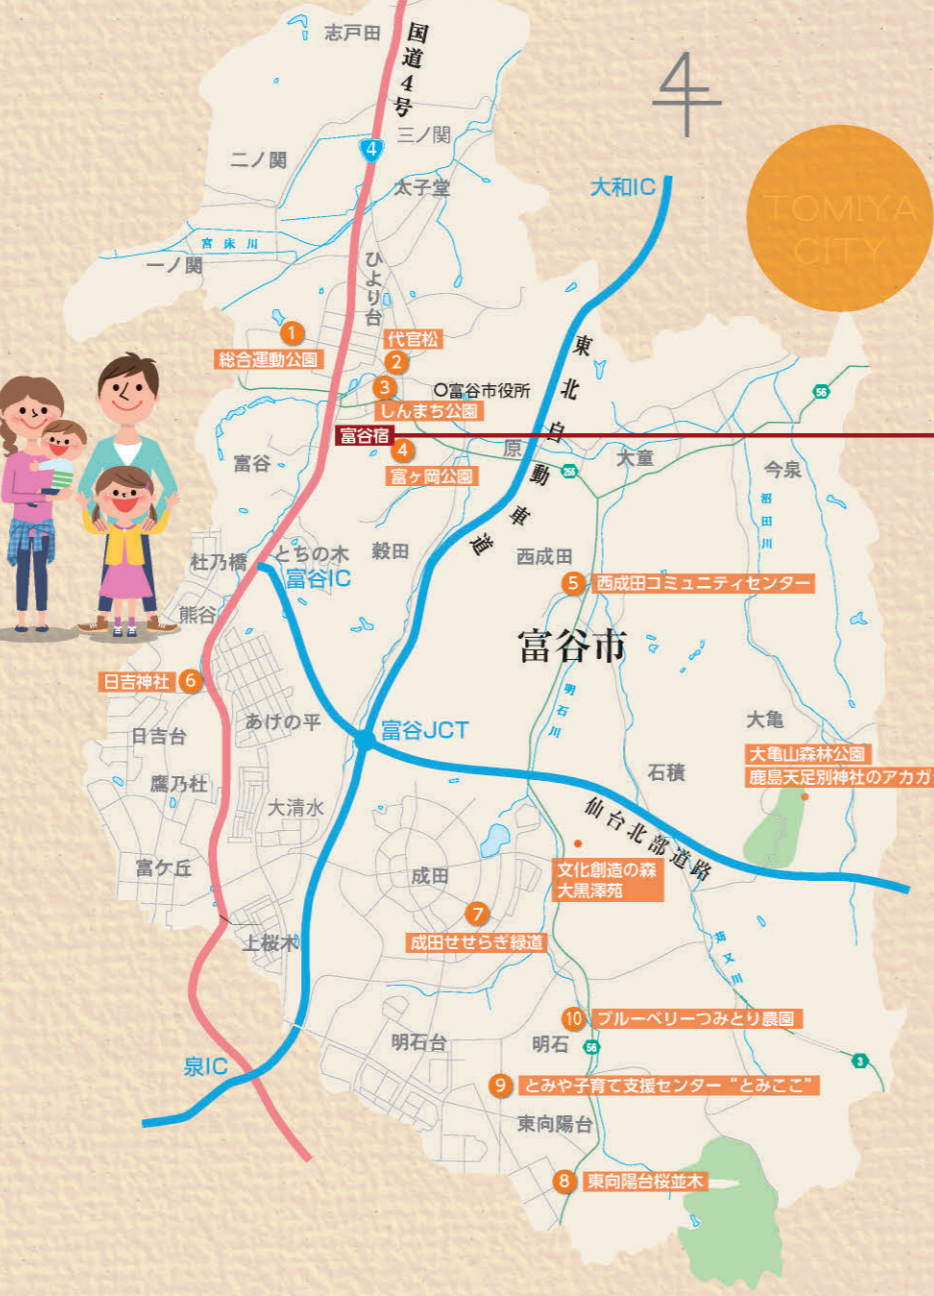 志戸田
国道4号
4
三ノ関
二ノ関
太子堂
大和IC
TOMIYA
CITY
宮床川
一ノ関
ひより台
1
総合運動公園
代官松
2
3
しんまち公園
富谷市役所
東北自動車道
56
富谷宿
4
富ヶ岡公園
原
大童
今泉
富谷
沼田川
杜乃橋
とちの木
穀田
富谷IC
西成田
5
西成田コミュニティセンター
熊谷
富谷市
日吉神社
6
明石川
日吉台
あけの平
富谷JCT
大亀
大亀山森林公園
鹿島天足別神社のアカガ
鷹乃杜
大清水
石積
仙台北部道路
富ケ丘
成田
文化創造の森
大黒澤苑
7
成田せせらぎ緑道
上桜木
10
ブルーベリーつみとり農園
明石台
明石
56
3
泉IC
9
とみや子育て支援センター “とみここ”
東向陽台
8
東向陽台桜並木